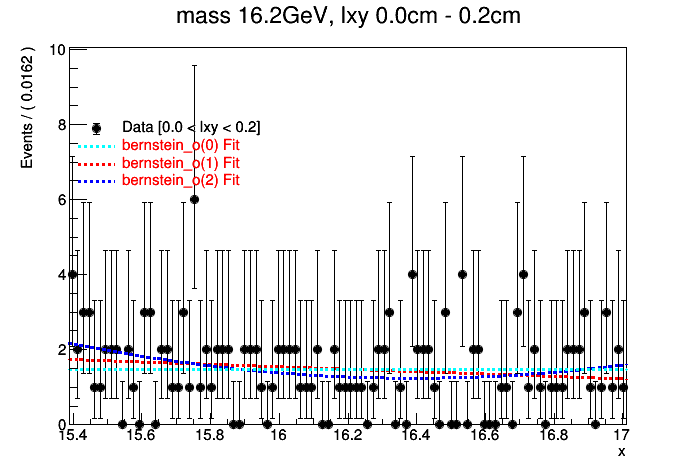 mass 16.2GeV, lxy 0.0cm - 0.2cm
Events / ( 0.0162 )
10
8
6
4
2
0
Data [0.0 < lxy < 0.2]
bernstein_o(0) Fit
bernstein_o(1) Fit
bernstein_o(2) Fit
15.4 15.6 15.8 16 16.2 16.4 16.6 16.8 17
x